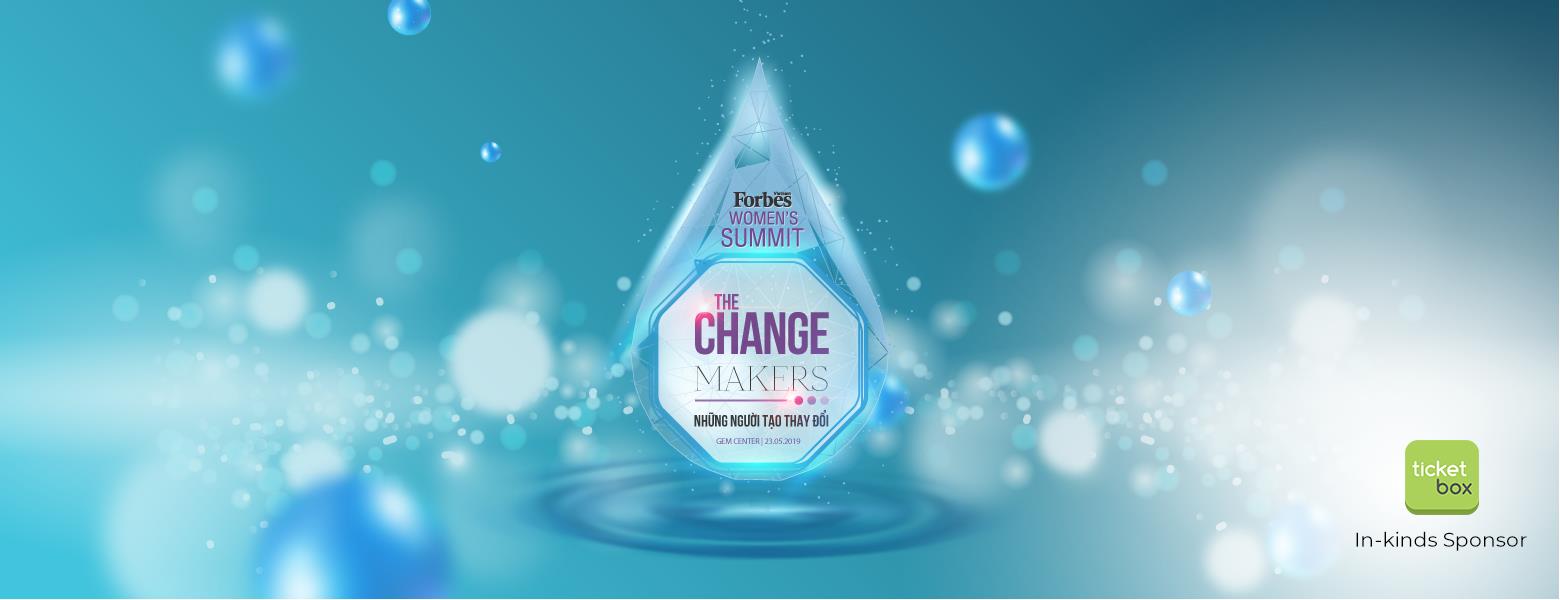 Forbes
Vietnam
WOMEN'S
SUMMIT
THE
CHANGE
MAKERS
NHỮNG NGƯỜI TẠO THAY ĐỔI
GEM CENTER | 23.05.2019
ticket
box
In-kinds Sponsor